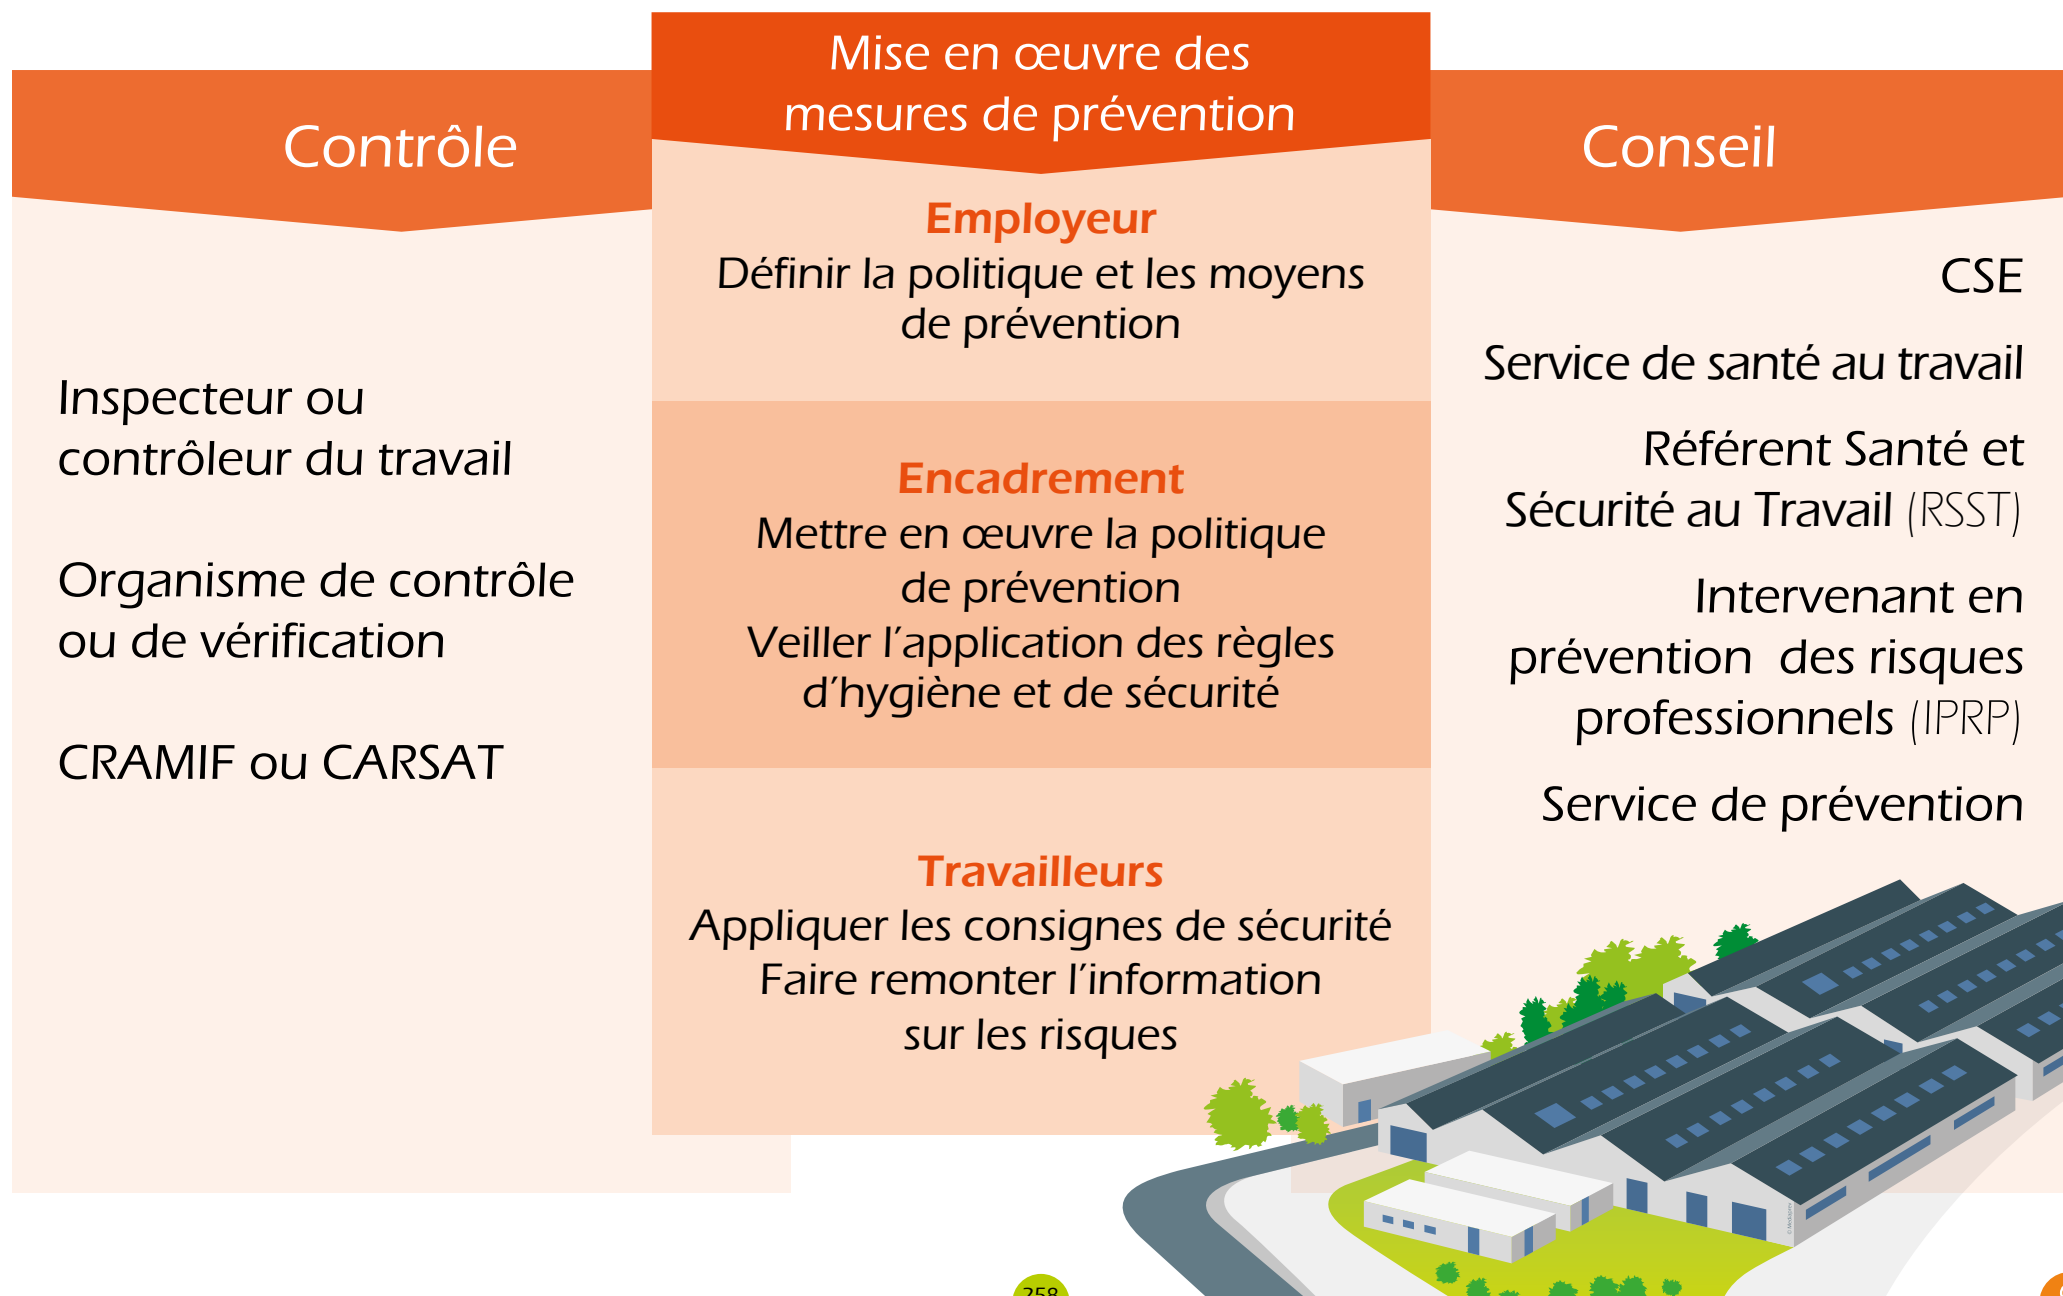 Contrôle
Inspecteur ou
contrôleur du travail
Organisme de contrôle
ou de vérification
CRAMIF ou CARSAT
Mise en œuvre des
mesures de prévention
Employeur
Définir la politique et les moyens
de prévention
Encadrement
Mettre en œuvre la politique
de prévention
Veiller l’application des règles
d’hygiène et de sécurité
Travailleurs
Appliquer les consignes de sécurité
Faire remonter l’information
sur les risques
Conseil
CSE
Service de santé au travail
Référent Santé et
Sécurité au Travail (RSST)
Intervenant en
prévention des risques
professionnels (IPRP)
Service de prévention
258